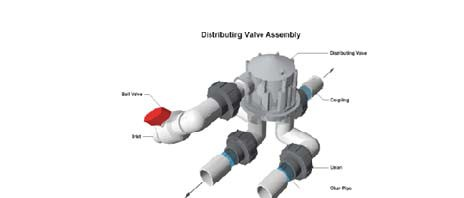 Distributing Valve Assembly
Distributing Valve
Ball Valve
Coupling
Inlet
Union
Clear Pipe